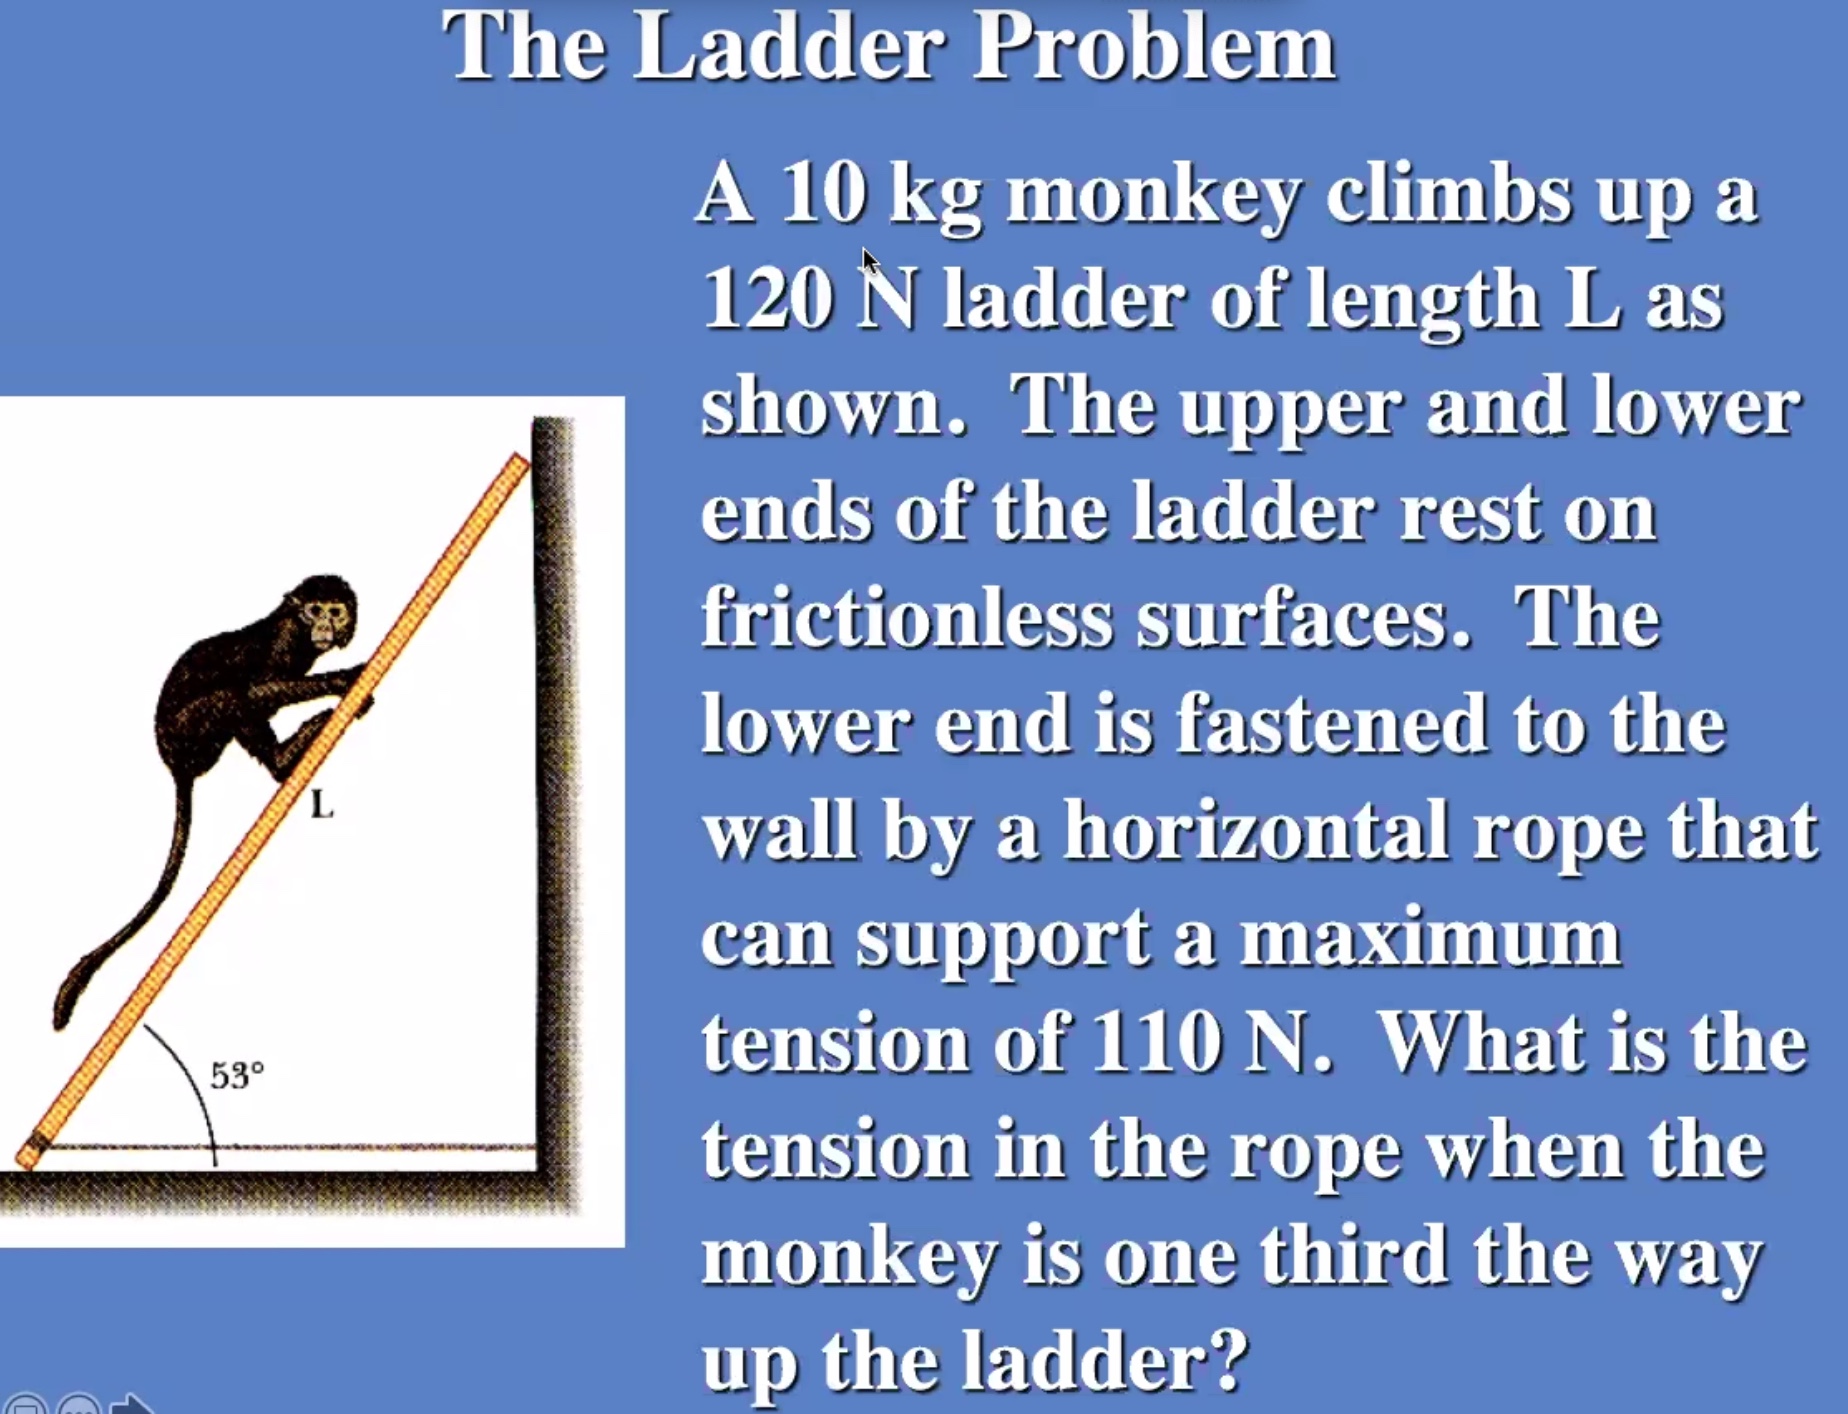 The Ladder Problem
A 10 kg monkey climbs up a
120 N ladder of length L as
shown. The upper and lower
ends of the ladder rest on
frictionless surfaces. The
lower end is fastened to the
wall by a horizontal rope that
can support a maximum
tension of 110 N. What is the
tension in the rope when the
monkey is one third the way
up the ladder?
L
53°